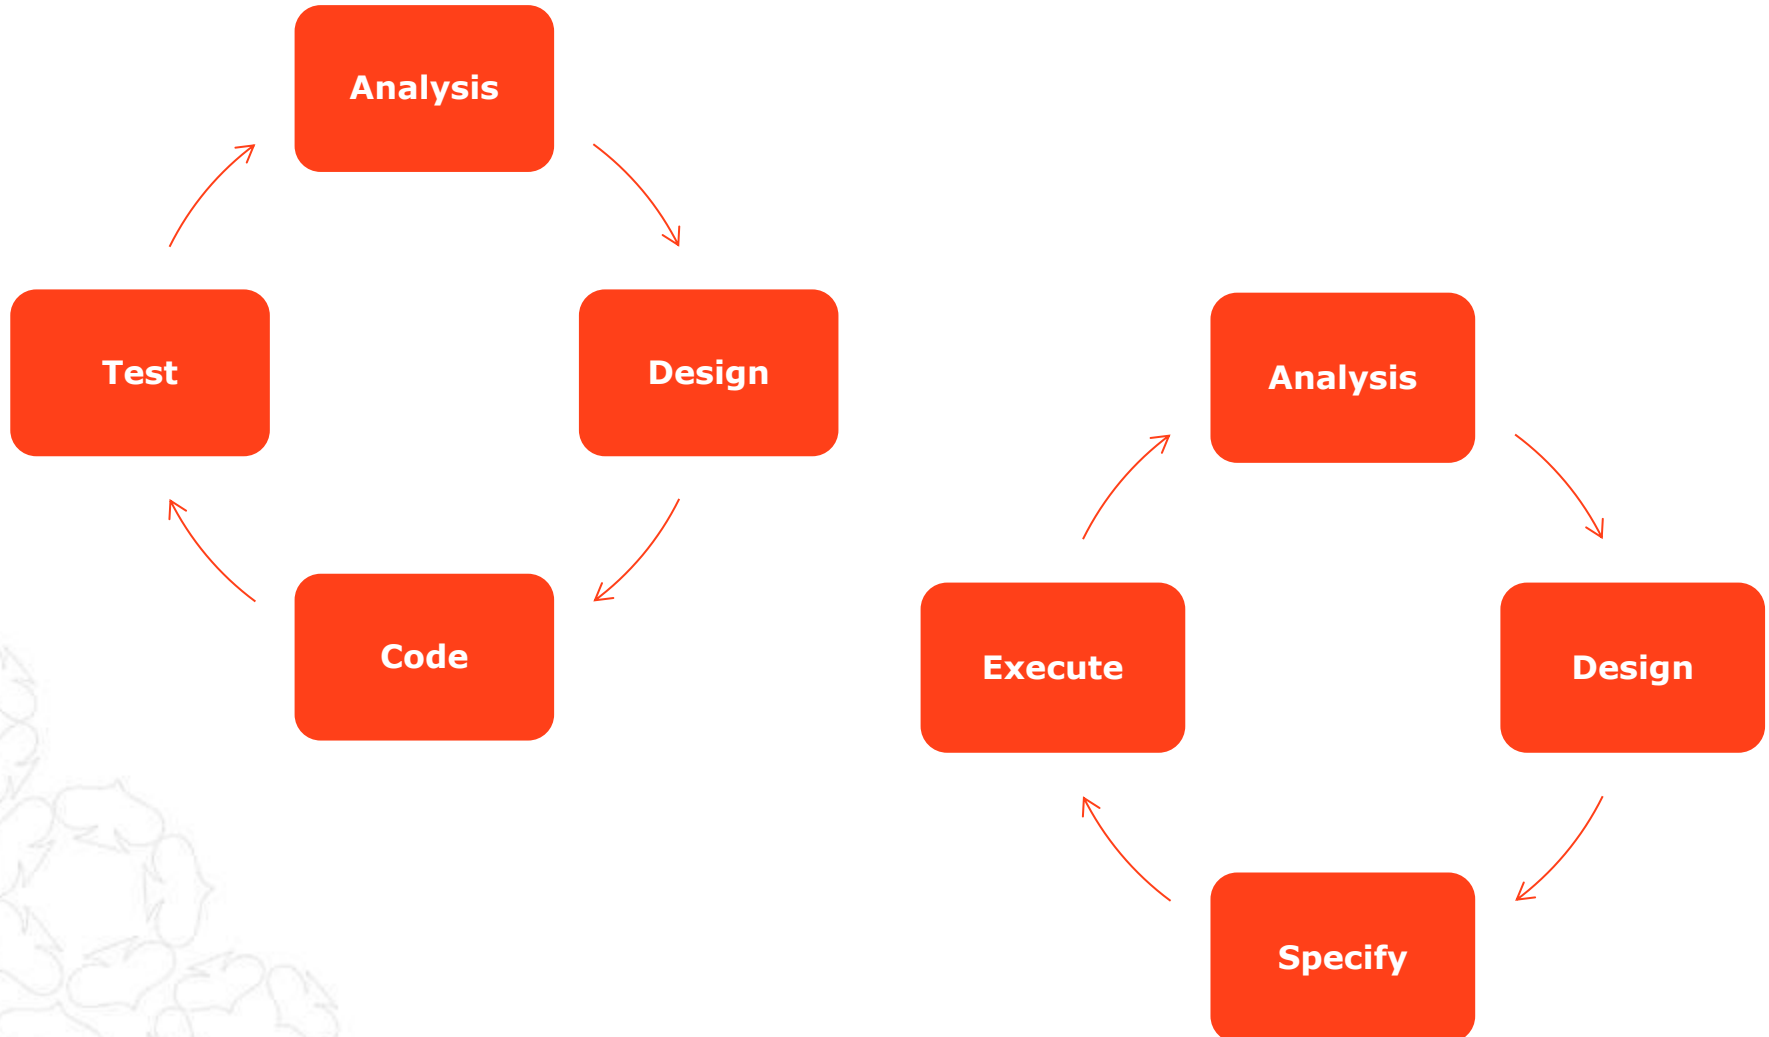 Analysis
Test
Design
Code
Analysis
Execute
Design
Specify